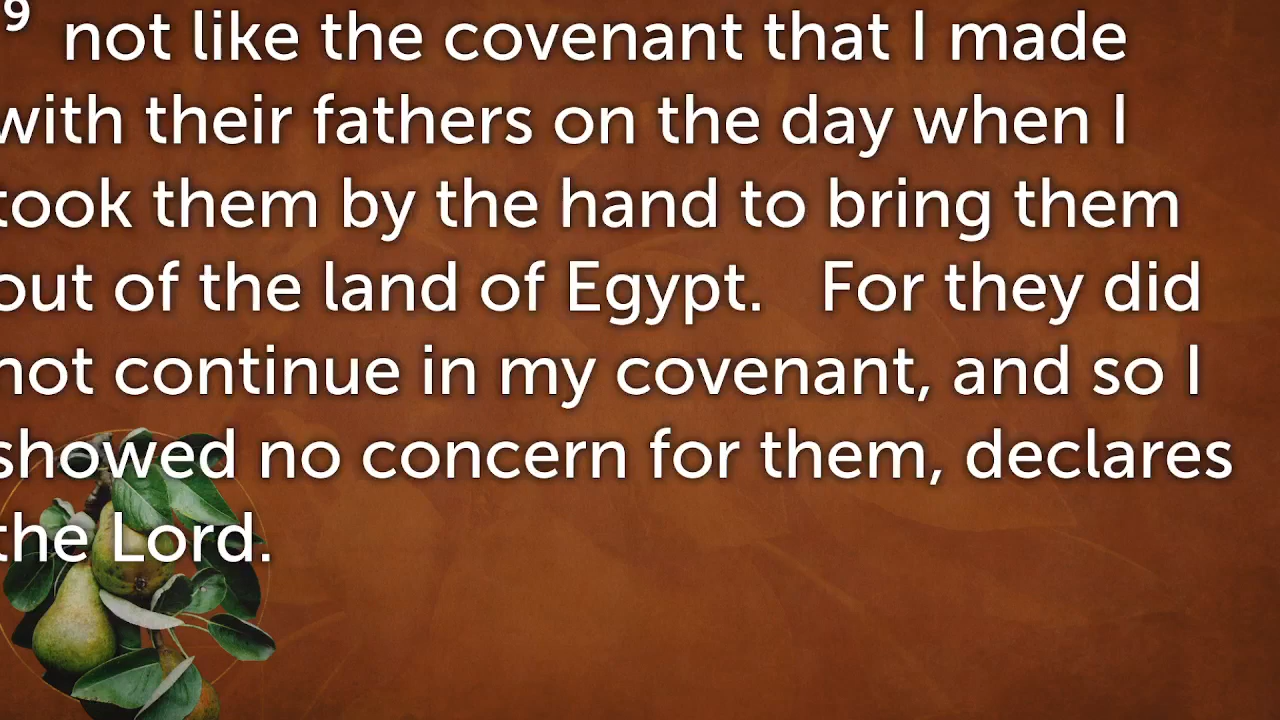 9 not like the covenant that I made
with their fathers on the day when I
took them by the hand to bring them
out of the land of Egypt. For they did
not continue in my covenant, and so I
showed no concern for them, declares
the Lord.